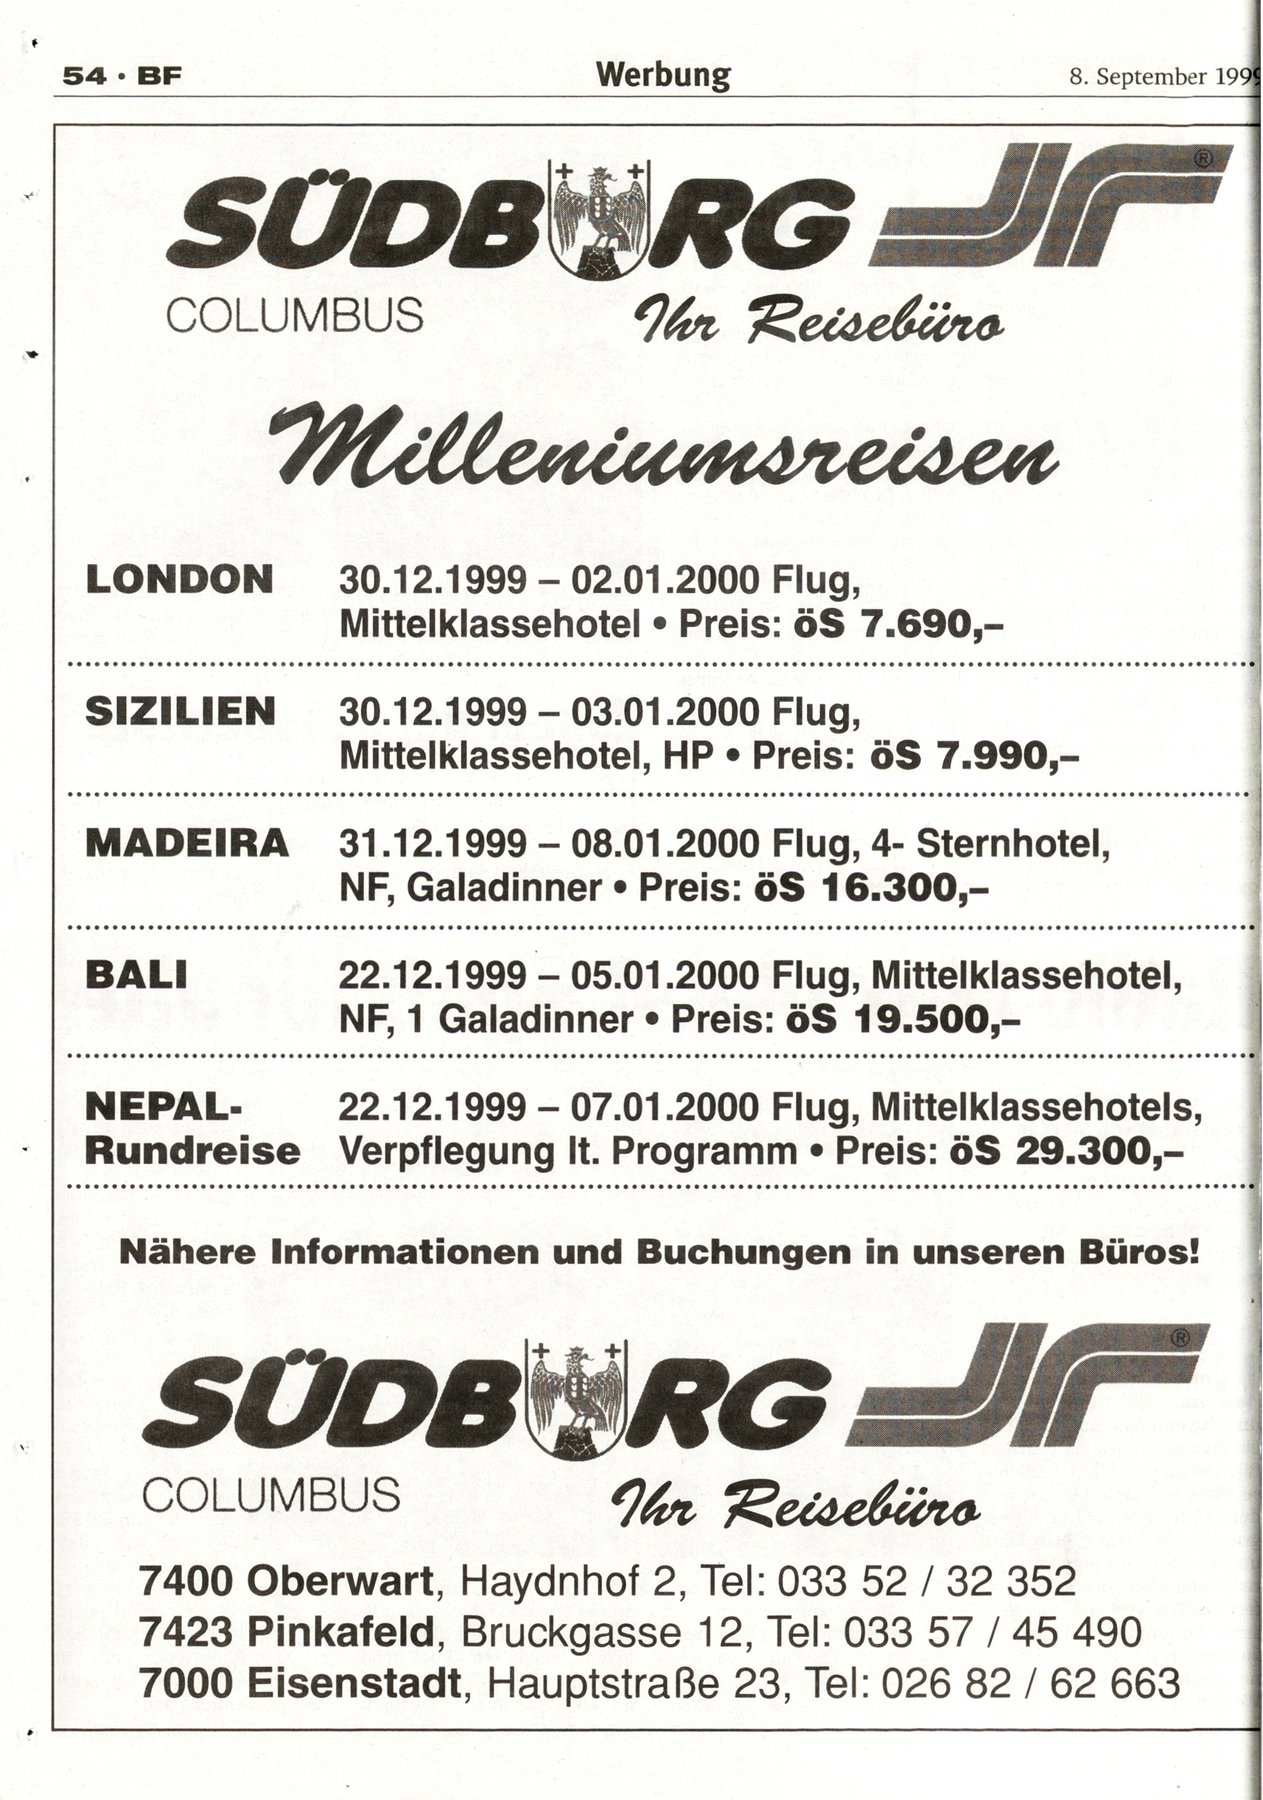 54 · BF
Werbung
8. September 1999
SÜDBURG
COLUMBUS
Ihr Reisebüro
Milleniumsreisen
LONDON 30.12.1999 – 02.01.2000 Flug,
Mittelklassehotel • Preis: öS 7.690,–
SIZILIEN 30.12.1999 – 03.01.2000 Flug,
Mittelklassehotel, HP • Preis: öS 7.990,–
MADEIRA 31.12.1999 – 08.01.2000 Flug, 4- Sternhotel,
NF, Galadinner • Preis: öS 16.300,–
BALI 22.12.1999 – 05.01.2000 Flug, Mittelklassehotel,
NF, 1 Galadinner • Preis: öS 19.500,–
NEPAL- 22.12.1999 – 07.01.2000 Flug, Mittelklassehotels,
Rundreise Verpflegung lt. Programm • Preis: öS 29.300,–
Nähere Informationen und Buchungen in unseren Büros!
SÜDBURG
COLUMBUS
Ihr Reisebüro
7400 Oberwart, Haydnhof 2, Tel: 033 52 / 32 352
7423 Pinkafeld, Bruckgasse 12, Tel: 033 57 / 45 490
7000 Eisenstadt, Hauptstraße 23, Tel: 026 82 / 62 663